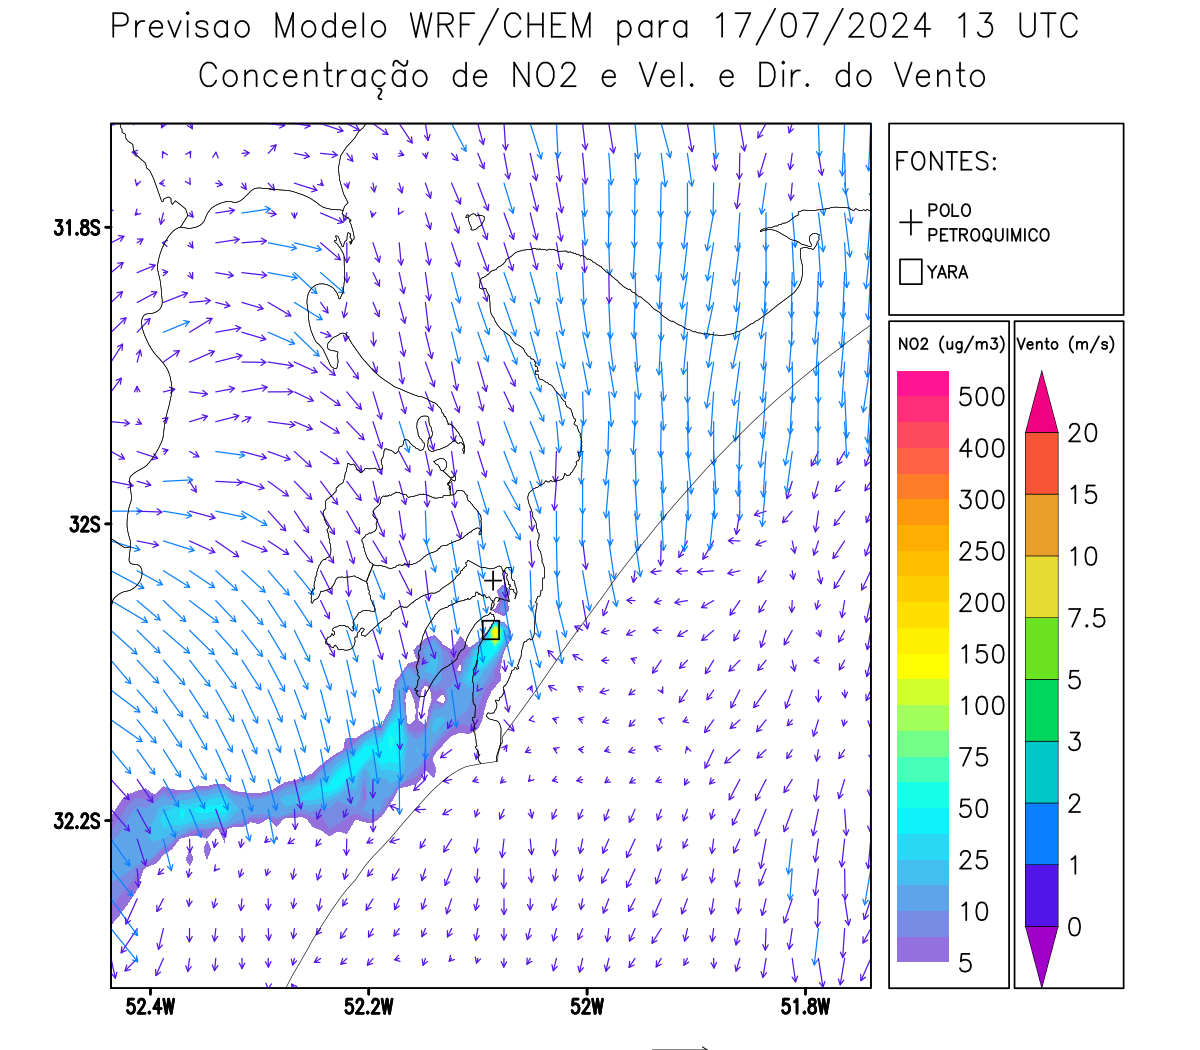 Previsao Modelo WRF/CHEM para 17/07/2024 13 UTC
Concentração de NO2 e Vel. e Dir. do Vento
FONTES:
POLO
PETROQUIMICO
YARA
NO2 (ug/m3)
500
400
300
250
200
150
100
75
50
25
10
5
Vento (m/s)
20
15
10
7.5
5
3
2
1
0
31.8S
32S
32.2S
52.4W
52.2W
52W
51.8W